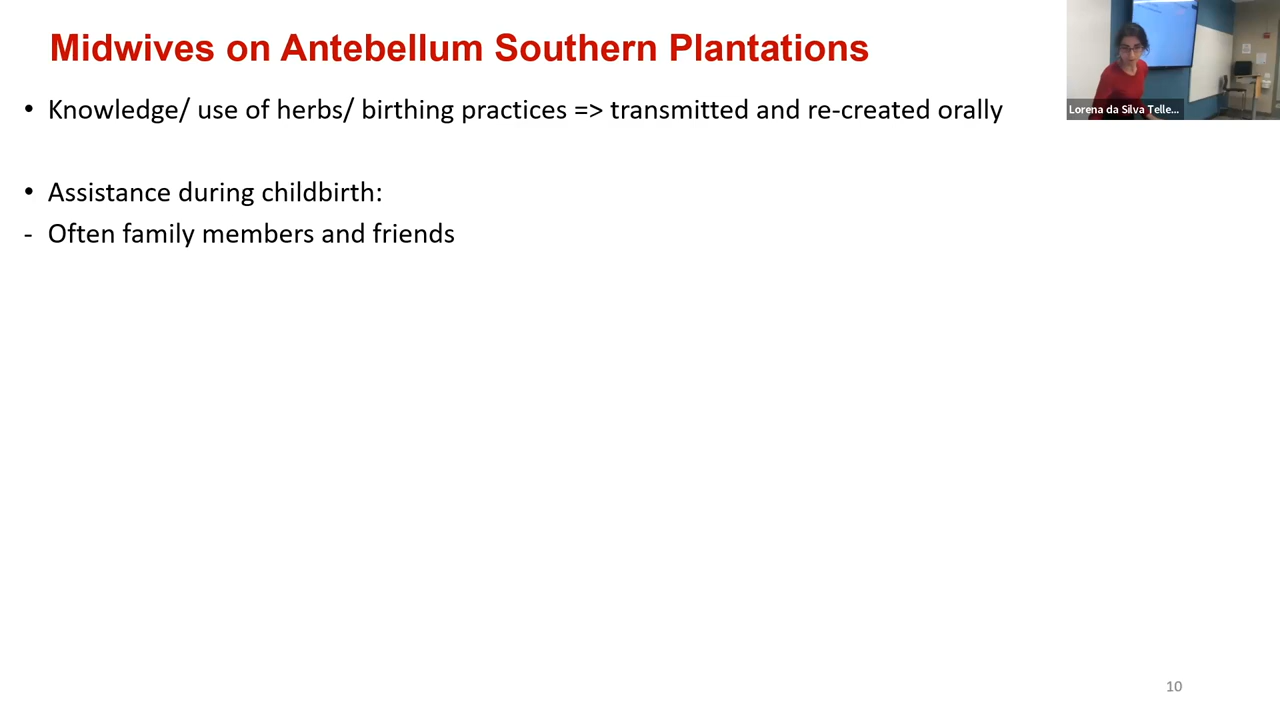 Midwives on Antebellum Southern Plantations
• Knowledge/ use of herbs/ birthing practices => transmitted and re-created orally
• Assistance during childbirth:
- Often family members and friends
Lorena da Silva Telle...
10